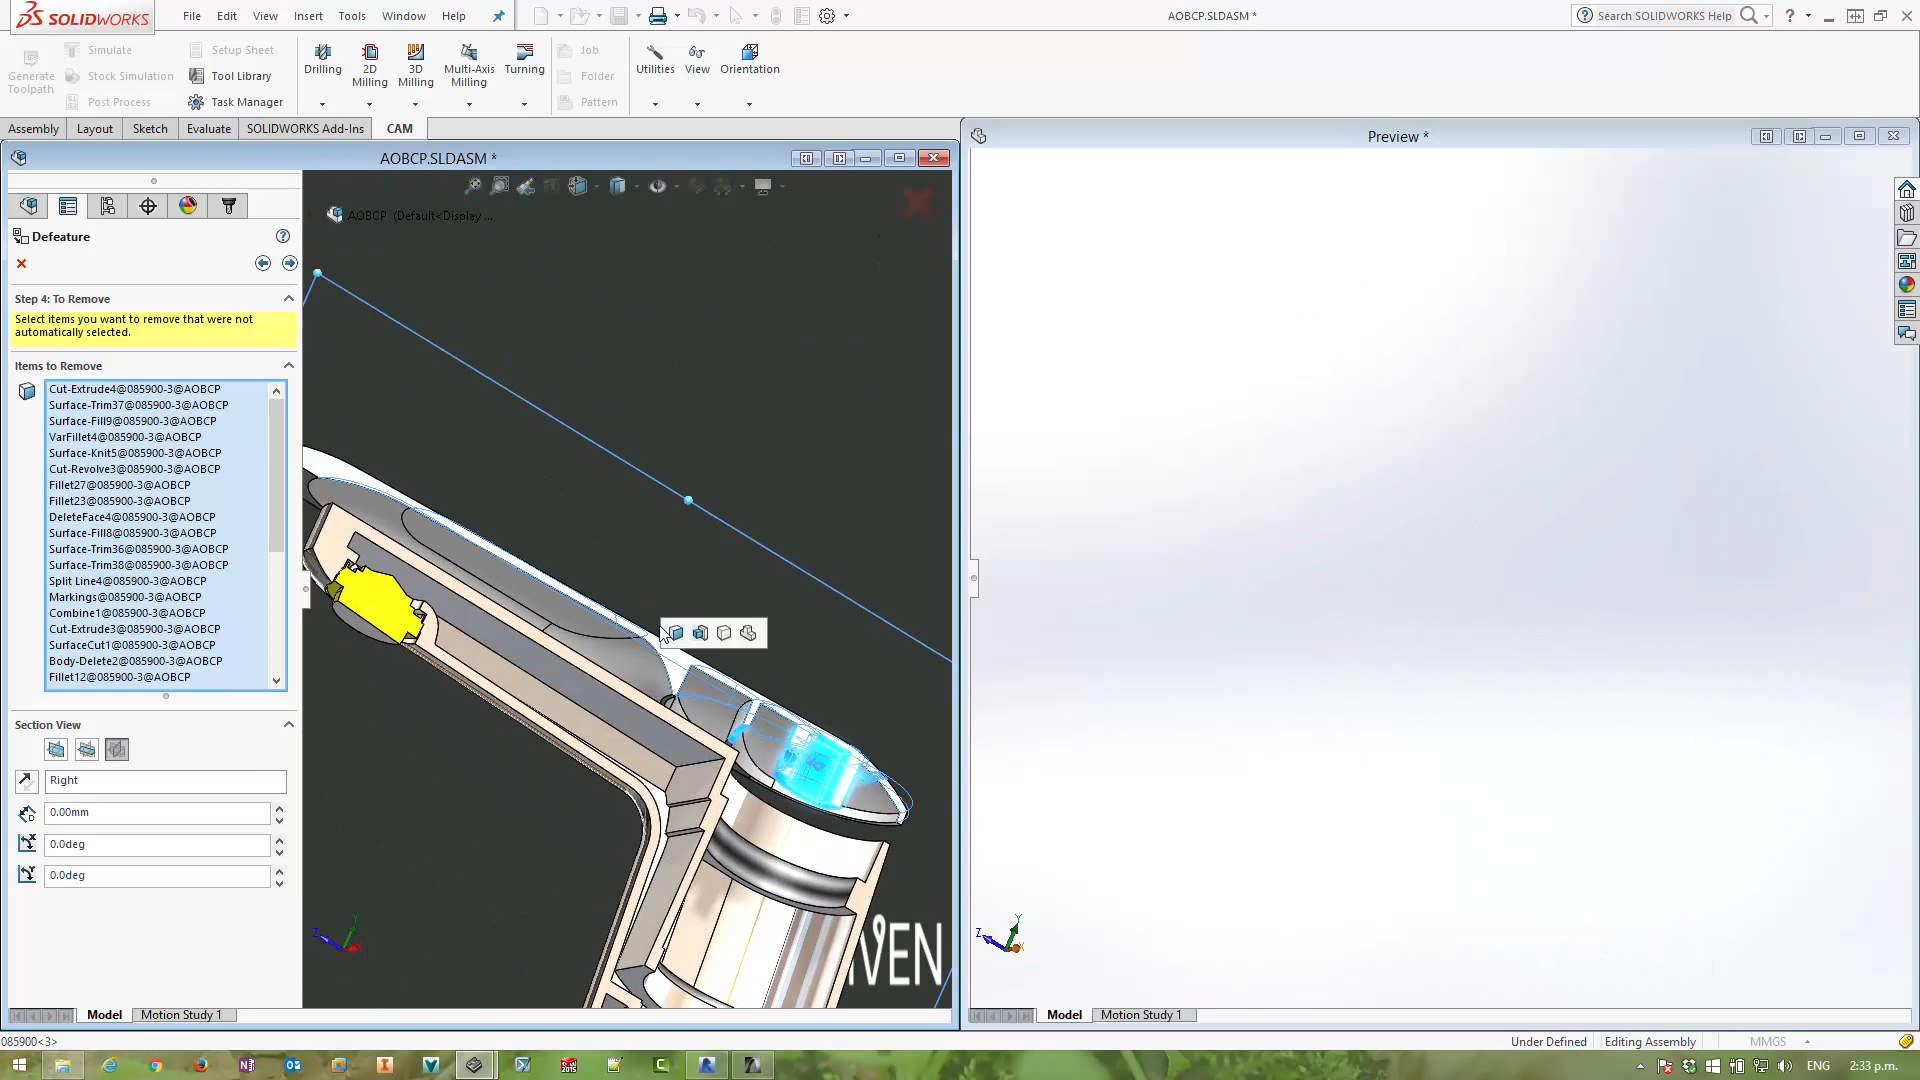 SOLIDWORKS
File Edit View Insert Tools Window Help
AOBCP.SLDASM *
Search SOLIDWORKS Help
Generate Toolpath
Simulate
Stock Simulation
Post Process
Setup Sheet
Tool Library
Task Manager
Drilling
2D Milling
3D Milling
Multi-Axis Milling
Turning
Job
Folder
Pattern
Utilities
View
Orientation
Assembly Layout Sketch Evaluate SOLIDWORKS Add-Ins CAM
AOBCP.SLDASM *
Preview *
AOBCP (Default<Display ...
Defeature
Step 4: To Remove
Select items you want to remove that were not
automatically selected.
Items to Remove
Cut-Extrude4@085900-3@AOBCP
Surface-Trim37@085900-3@AOBCP
Surface-Fill9@085900-3@AOBCP
VarFillet4@085900-3@AOBCP
Surface-Knit5@085900-3@AOBCP
Cut-Revolve3@085900-3@AOBCP
Fillet27@085900-3@AOBCP
Fillet23@085900-3@AOBCP
DeleteFace4@085900-3@AOBCP
Surface-Fill8@085900-3@AOBCP
Surface-Trim36@085900-3@AOBCP
Surface-Trim38@085900-3@AOBCP
Split Line4@085900-3@AOBCP
Markings@085900-3@AOBCP
Combine1@085900-3@AOBCP
Cut-Extrude3@085900-3@AOBCP
SurfaceCut1@085900-3@AOBCP
Body-Delete2@085900-3@AOBCP
Fillet12@085900-3@AOBCP
Section View
Right
0.00mm
0.0deg
0.0deg
VEN
Z Y X
Z Y X
Model Motion Study 1
Model Motion Study 1
085900<3>
Under Defined Editing Assembly MMGS
ENG 2:33 p.m.